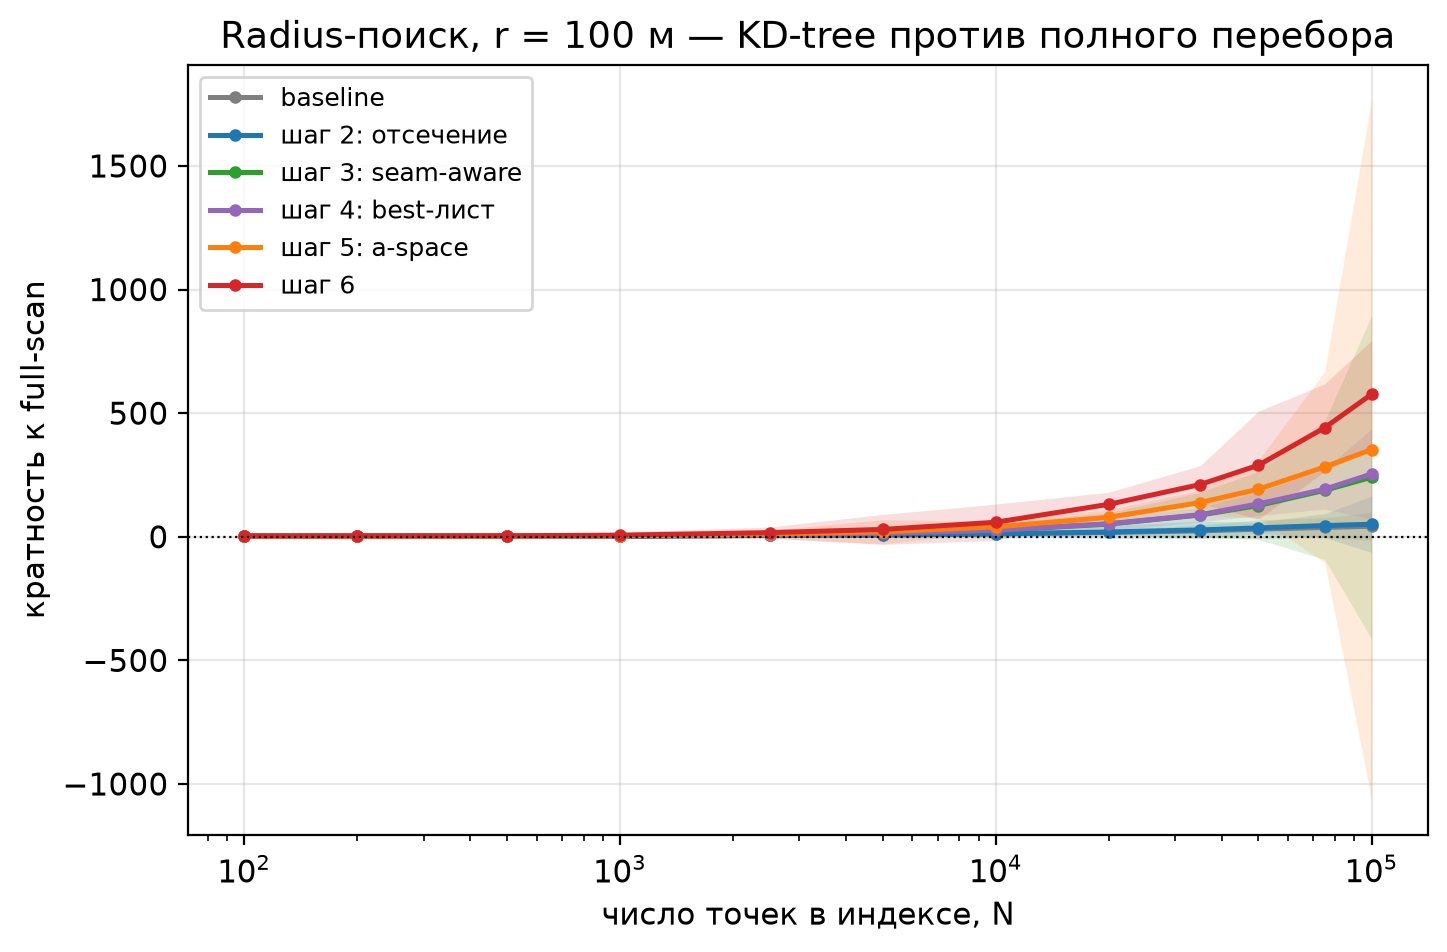 Radius-поиск, r = 100 м — KD-tree против полного перебора
baseline
шаг 2: отсечение
шаг 3: seam-aware
шаг 4: best-лист
шаг 5: a-space
шаг 6
кратность к full-scan
1500
1000
500
0
−500
−1000
10² 10³ 10⁴ 10⁵
число точек в индексе, N